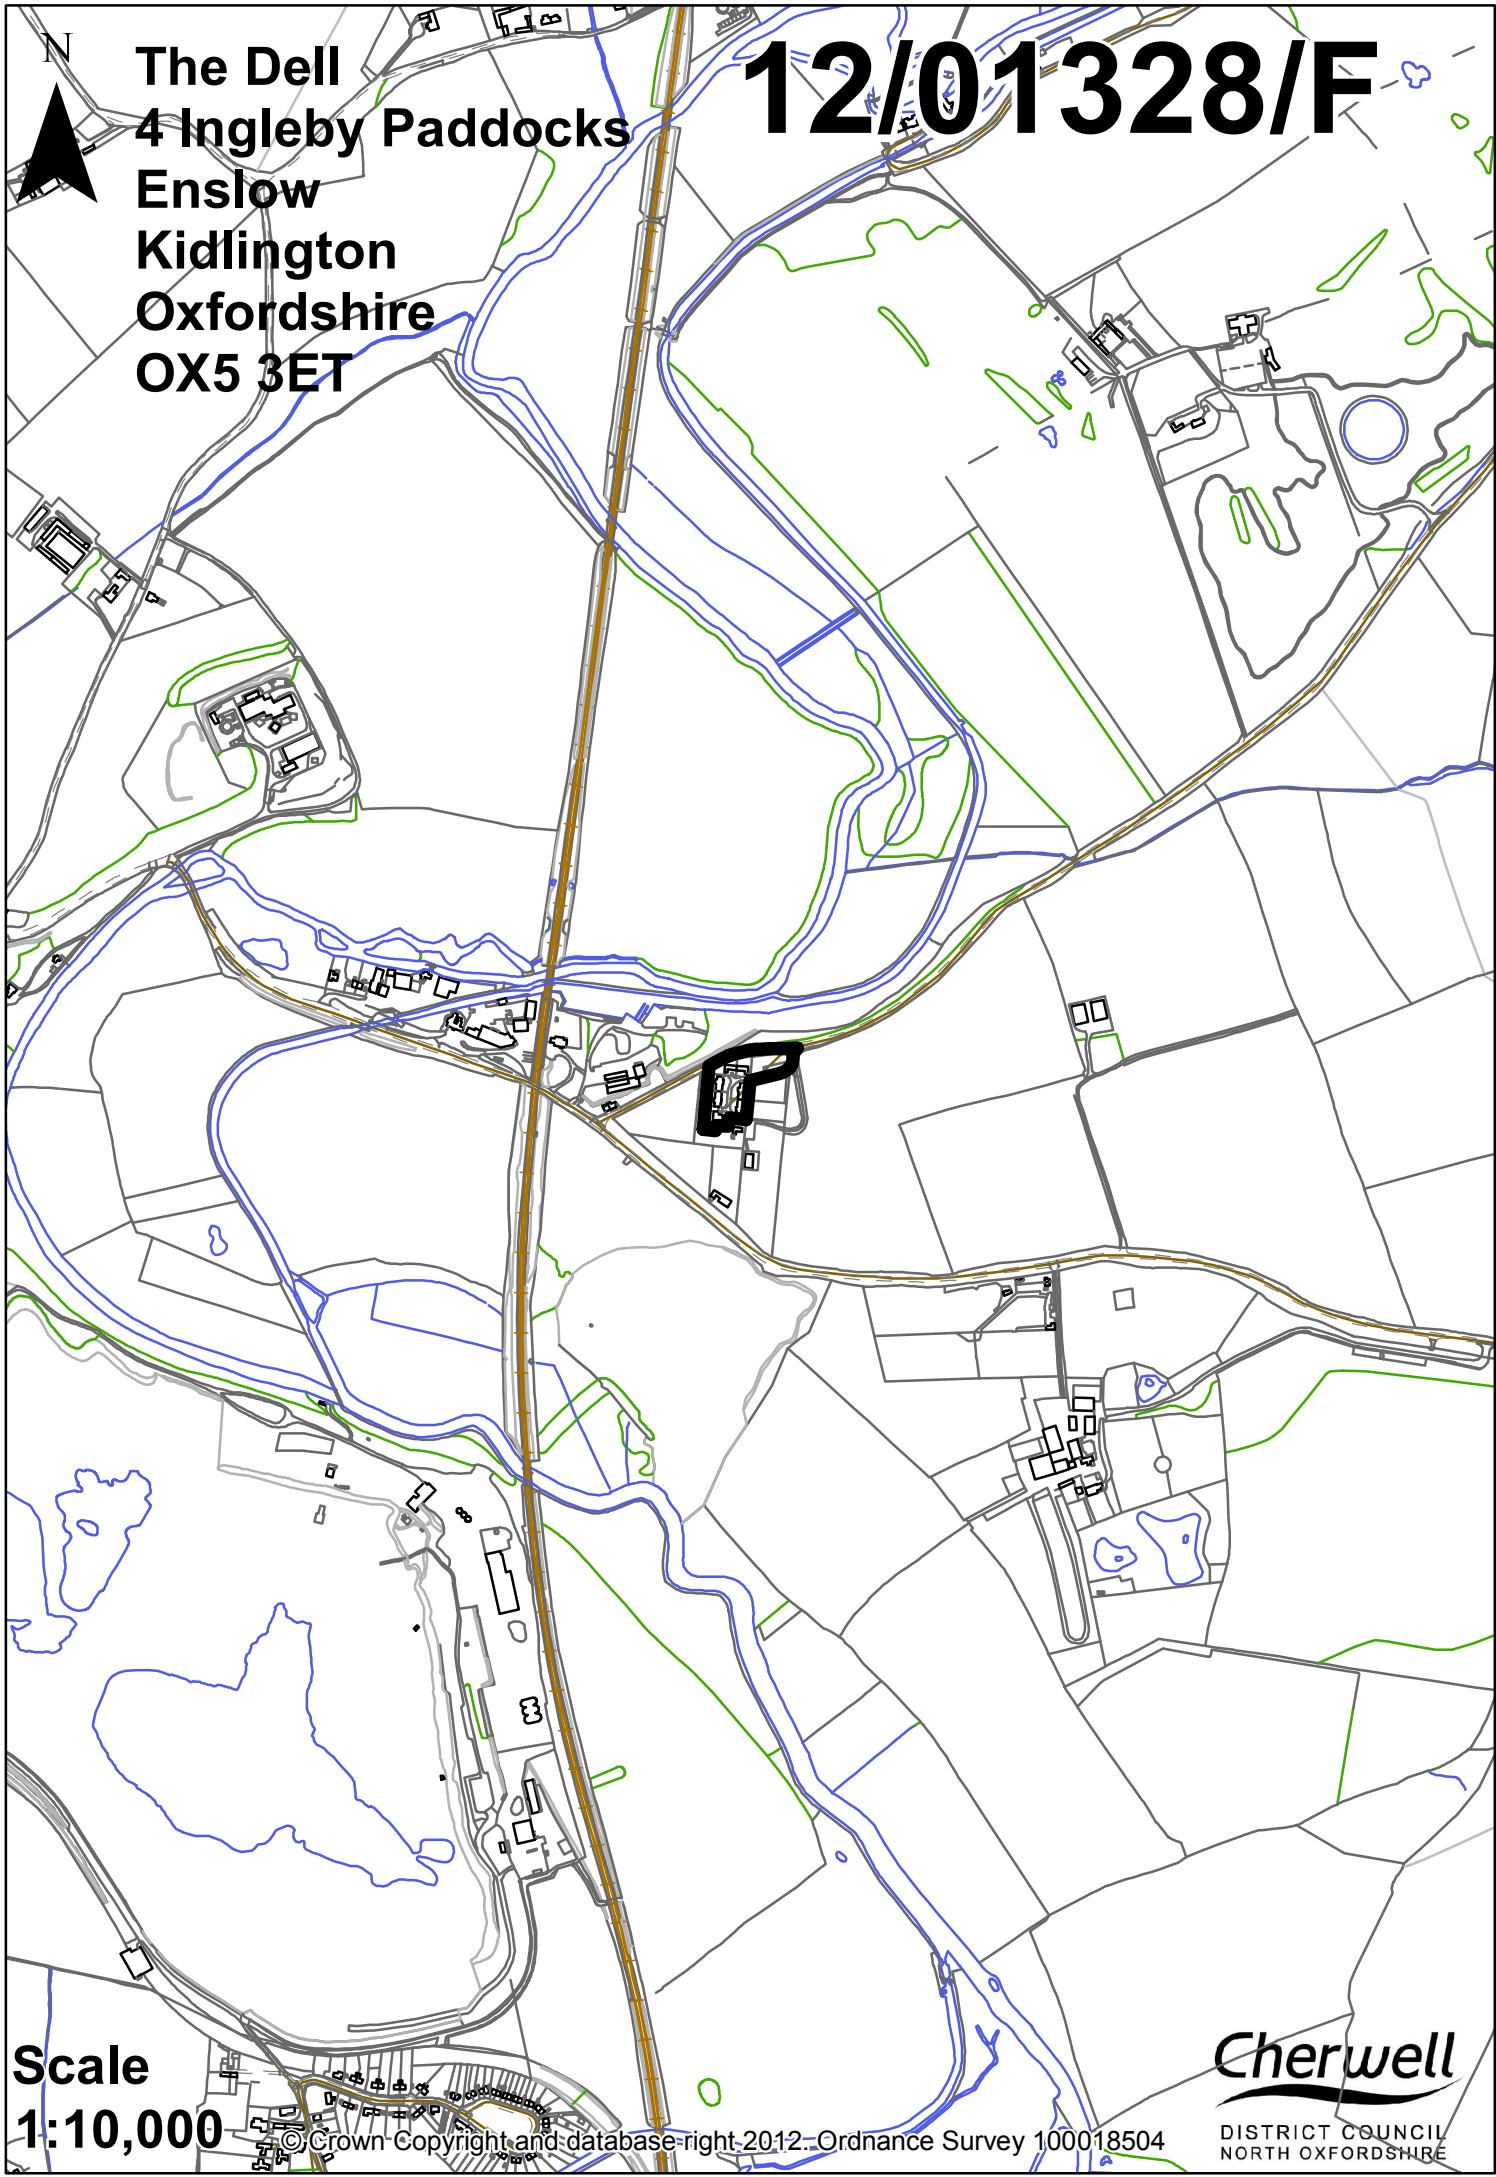 N
The Dell
4 Ingleby Paddocks
Enslow
Kidlington
Oxfordshire
OX5 3ET
12/01328/F
Scale
1:10,000
© Crown Copyright and database right 2012. Ordnance Survey 100018504
Cherwell
DISTRICT COUNCIL
NORTH OXFORDSHIRE